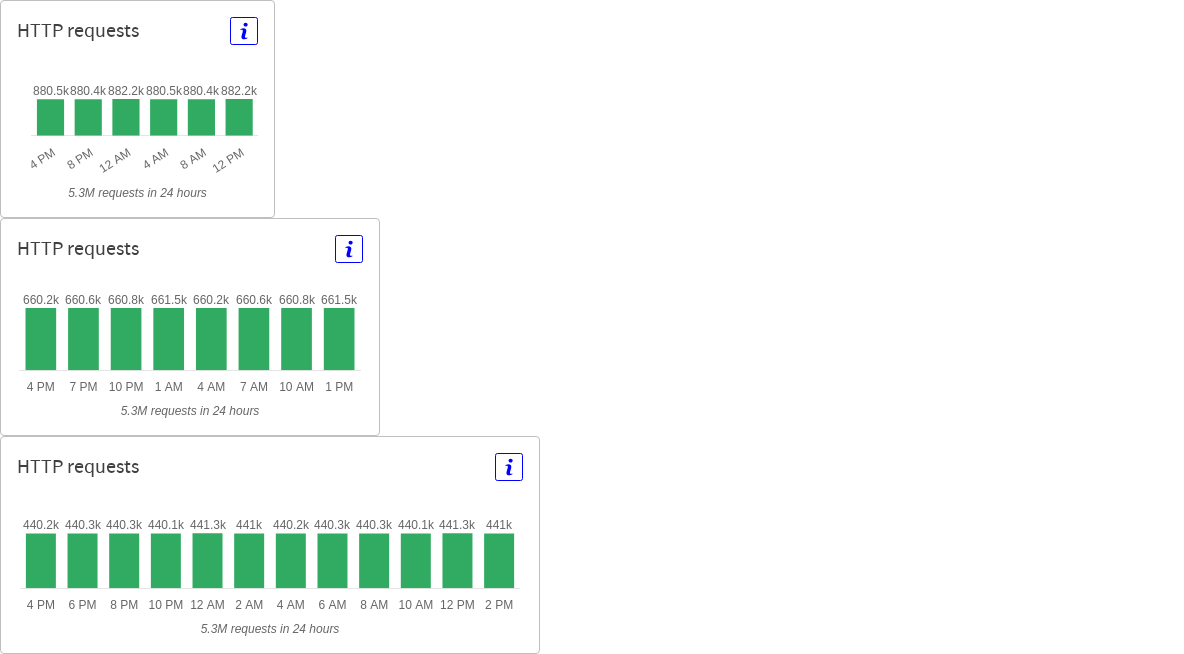 HTTP requests i
880.5k 880.4k 882.2k 880.5k 880.4k 882.2k
4 PM 8 PM 12 AM 4 AM 8 AM 12 PM
5.3M requests in 24 hours
HTTP requests i
660.2k 660.6k 660.8k 661.5k 660.2k 660.6k 660.8k 661.5k
4 PM 7 PM 10 PM 1 AM 4 AM 7 AM 10 AM 1 PM
5.3M requests in 24 hours
HTTP requests i
440.2k 440.3k 440.3k 440.1k 441.3k 441k 440.2k 440.3k 440.3k 440.1k 441.3k 441k
4 PM 6 PM 8 PM 10 PM 12 AM 2 AM 4 AM 6 AM 8 AM 10 AM 12 PM 2 PM
5.3M requests in 24 hours